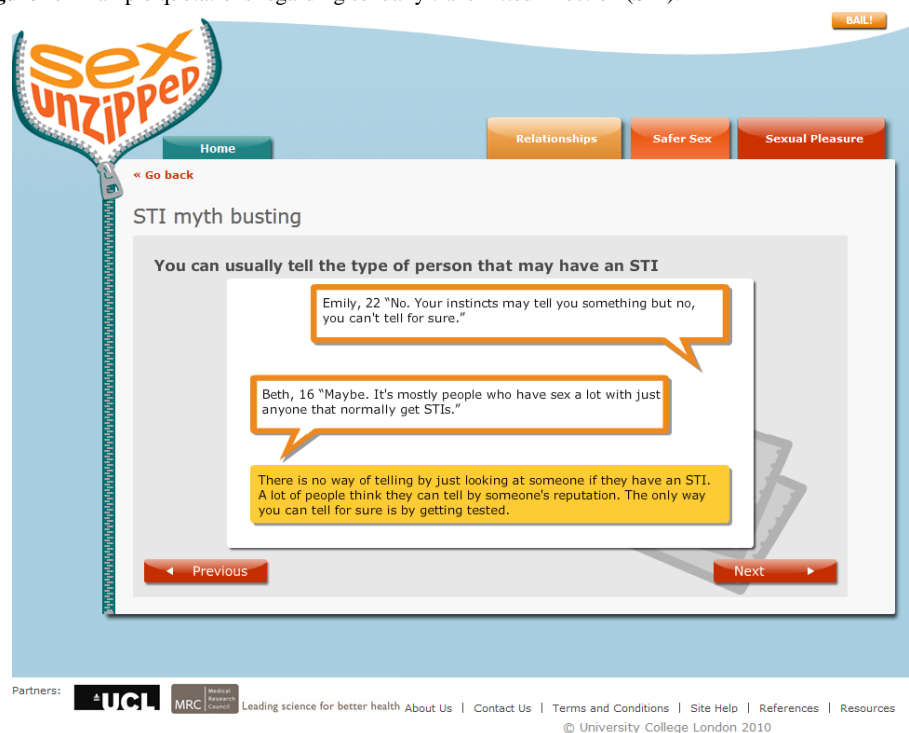 BAIL!
sex
unzipped
Home
Relationships
Safer Sex
Sexual Pleasure
« Go back
STI myth busting
You can usually tell the type of person that may have an STI
Emily, 22 “No. Your instincts may tell you something but no,
you can't tell for sure.”
Beth, 16 “Maybe. It's mostly people who have sex a lot with just
anyone that normally get STIs.”
There is no way of telling by just looking at someone if they have an STI.
A lot of people think they can tell by someone's reputation. The only way
you can tell for sure is by getting tested.
Previous
Next
Partners:
UCL
MRC
Medical
Research
Council
Leading science for better health
About Us | Contact Us | Terms and Conditions | Site Help | References | Resources
© University College London 2010